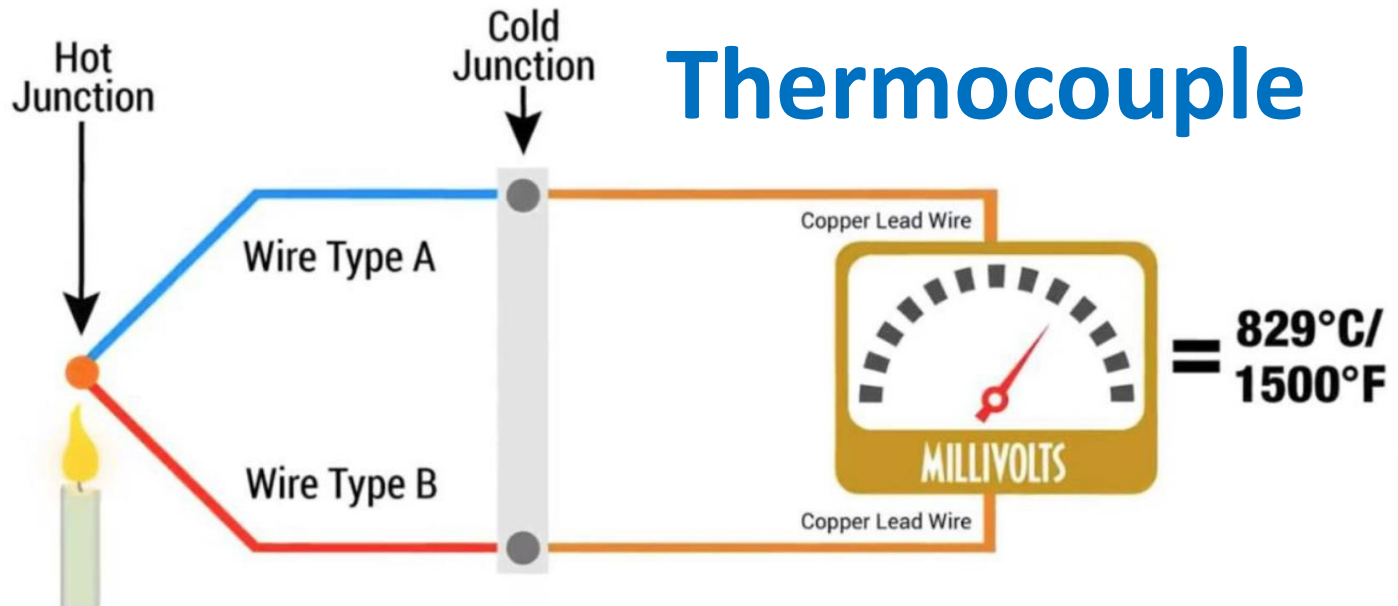 Hot
Junction
Cold
Junction
Thermocouple
Wire Type A
Copper Lead Wire
829°C/
1500°F
MILLIVOLTS
Wire Type B
Copper Lead Wire
=